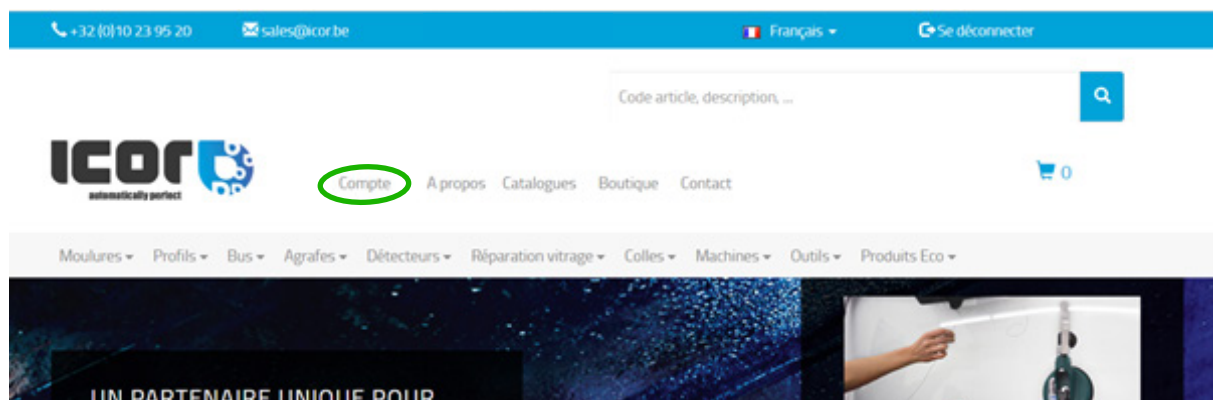 +32 (0)10 23 95 20 sales@icor.be Français Se déconnecter
Code article, description, ...
ICOR
automatically perfect
Compte A propos Catalogues Boutique Contact
0
Moulures Profils Bus Agrafes Détecteurs Réparation vitrage Colles Machines Outils Produits Eco
UN PARTENAIRE UNIQUE POUR